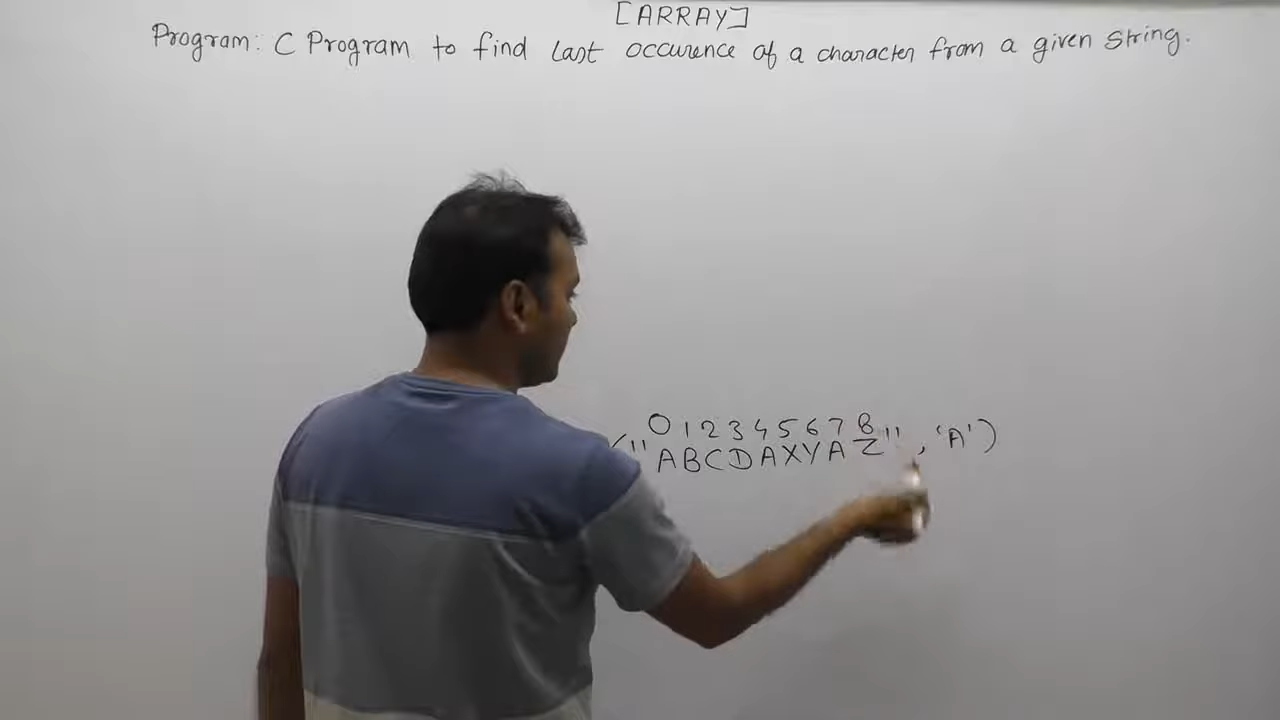 [ARRAY]
Program: C Program to find last occurence of a character from a given string.
0 1 2 3 4 5 6 7 8
("ABCDAXYAZ", 'A')